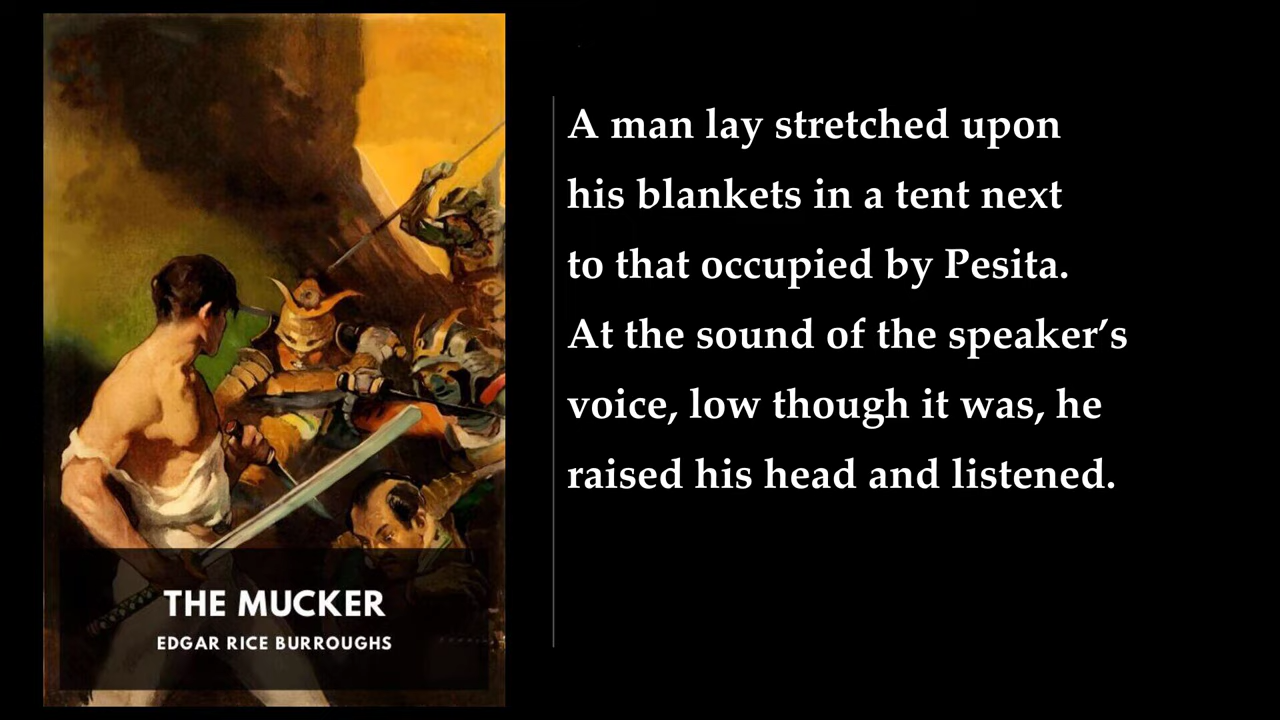 A man lay stretched upon
his blankets in a tent next
to that occupied by Pesita.
At the sound of the speaker’s
voice, low though it was, he
raised his head and listened.
THE MUCKER
EDGAR RICE BURROUGHS